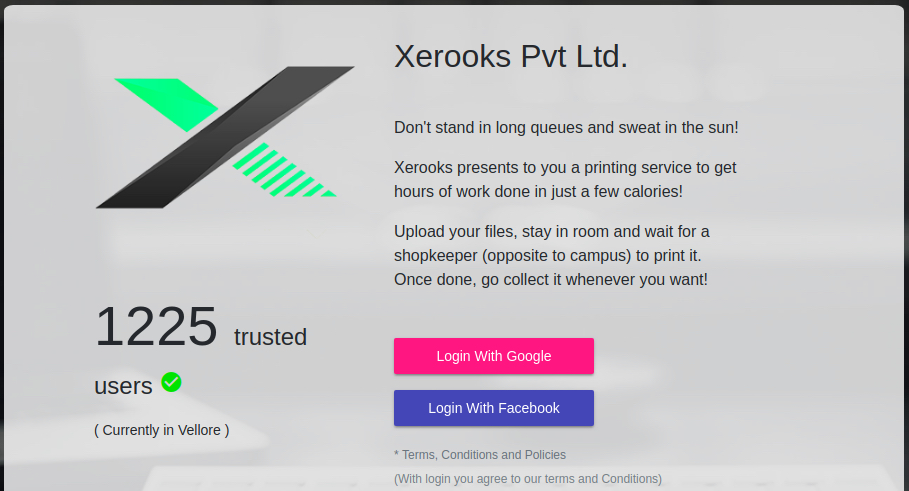 Xerooks Pvt Ltd.
Don't stand in long queues and sweat in the sun!
Xerooks presents to you a printing service to get
hours of work done in just a few calories!
Upload your files, stay in room and wait for a
shopkeeper (opposite to campus) to print it.
Once done, go collect it whenever you want!
1225 trusted
users
( Currently in Vellore )
Login With Google
Login With Facebook
* Terms, Conditions and Policies
(With login you agree to our terms and Conditions)